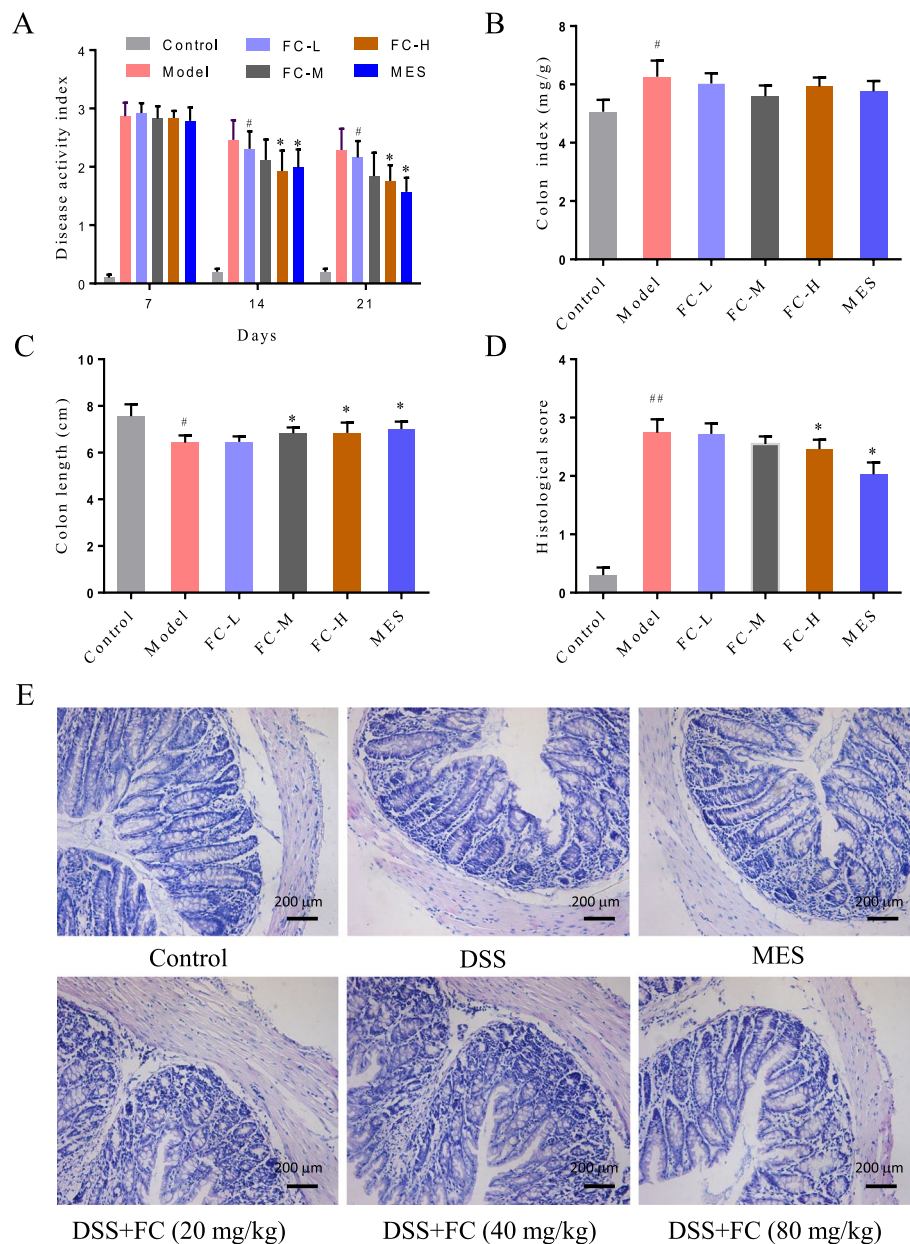 A
Control
FC-L
FC-H
Model
FC-M
MES
Disease activity index
4
3
2
1
0
#
*
*
#
*
*
7
14
21
Days
B
Colon index (mg/g)
8
6
4
2
0
#
Control
Model
FC-L
FC-M
FC-H
MES
C
Colon length (cm)
10
8
6
4
2
0
#
*
*
*
Control
Model
FC-L
FC-M
FC-H
MES
D
Histological score
4
3
2
1
0
##
*
*
Control
Model
FC-L
FC-M
FC-H
MES
E
200 μm
200 μm
200 μm
Control
DSS
MES
200 μm
200 μm
200 μm
DSS+FC (20 mg/kg)
DSS+FC (40 mg/kg)
DSS+FC (80 mg/kg)